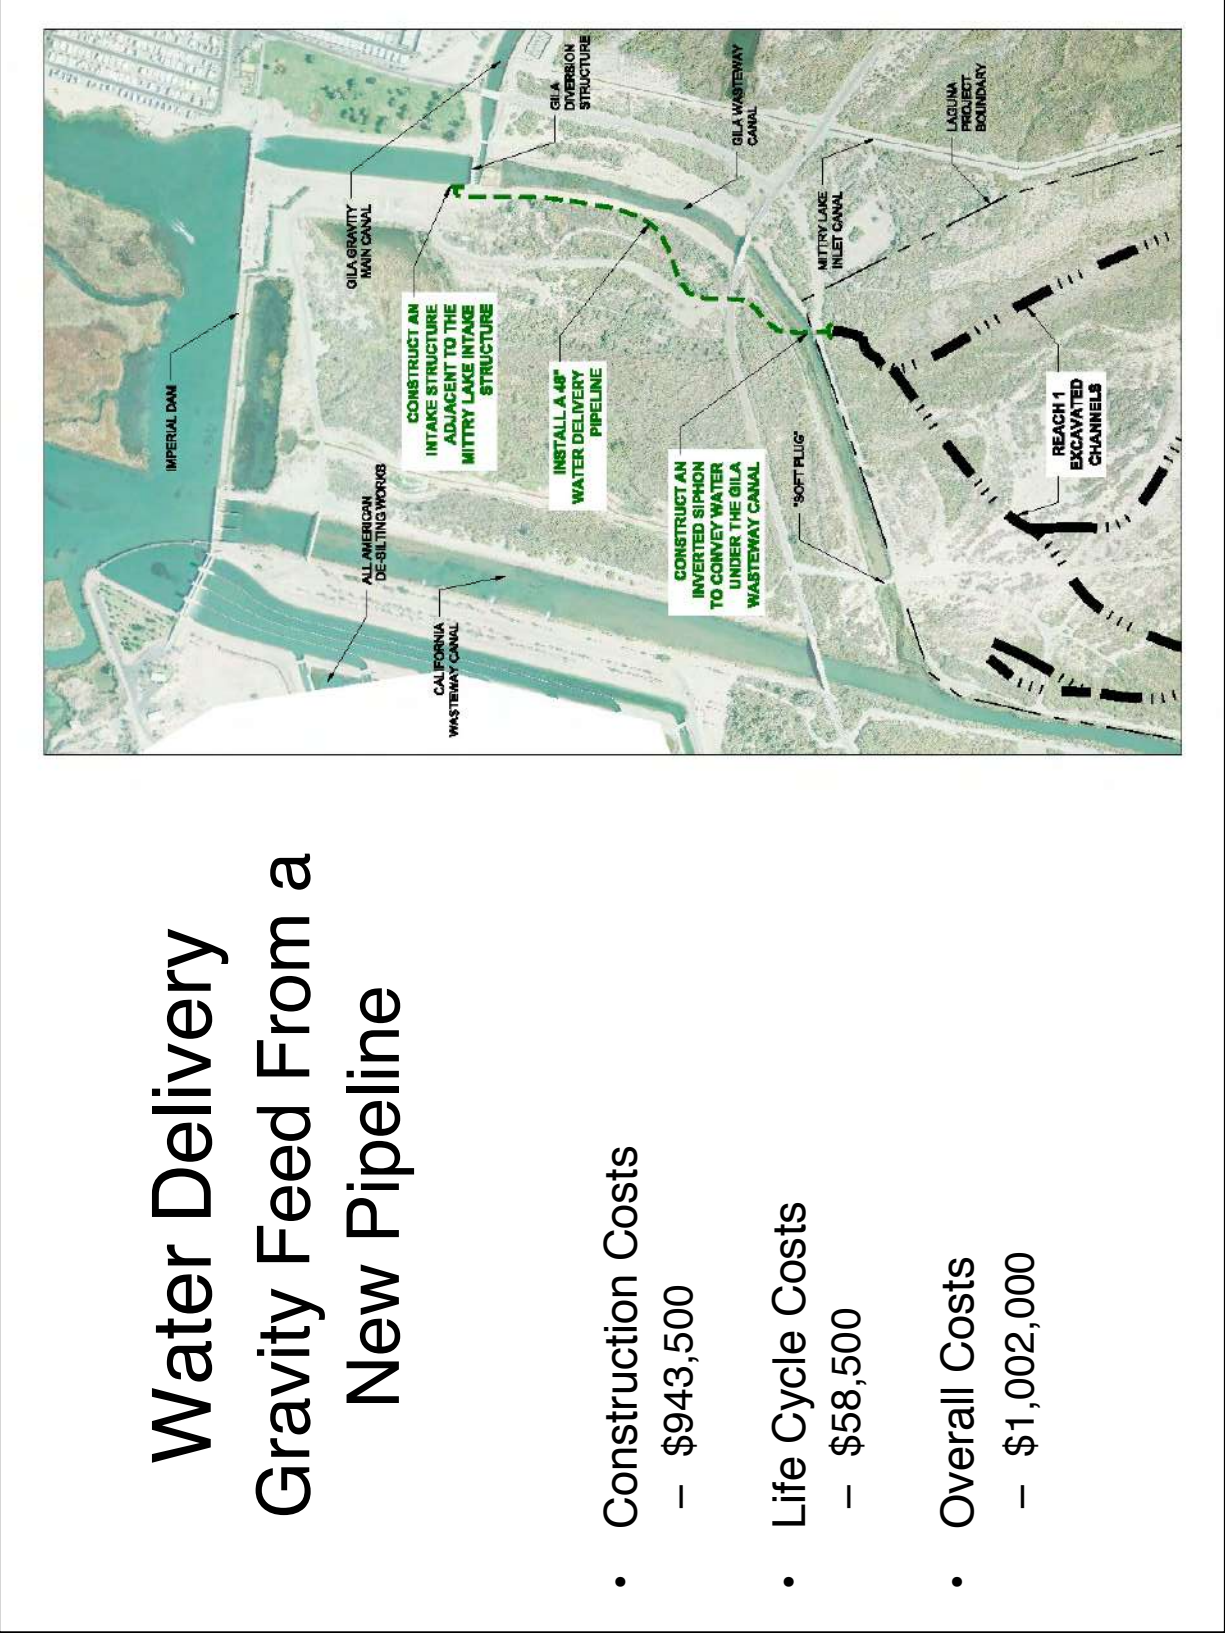 Water Delivery
Gravity Feed From a
New Pipeline
• Construction Costs
– $943,500
• Life Cycle Costs
– $58,500
• Overall Costs
– $1,002,000
IMPERIAL DAM
ALL AMERICAN
DE-SILTING WORKS
CALIFORNIA
WASTEWAY CANAL
GILA GRAVITY
MAIN CANAL
CONSTRUCT AN
INTAKE STRUCTURE
ADJACENT TO THE
MITTRY LAKE INTAKE
STRUCTURE
GILA
DIVERSION
STRUCTURE
INSTALL A 48"
WATER DELIVERY
PIPELINE
GILA WASTEWAY
CANAL
CONSTRUCT AN
INVERTED SIPHON
TO CONVEY WATER
UNDER THE GILA
WASTEWAY CANAL
"SOFT PLUG"
MITTRY LAKE
INLET CANAL
LAGUNA
PROJECT
BOUNDARY
REACH 1
EXCAVATED
CHANNELS